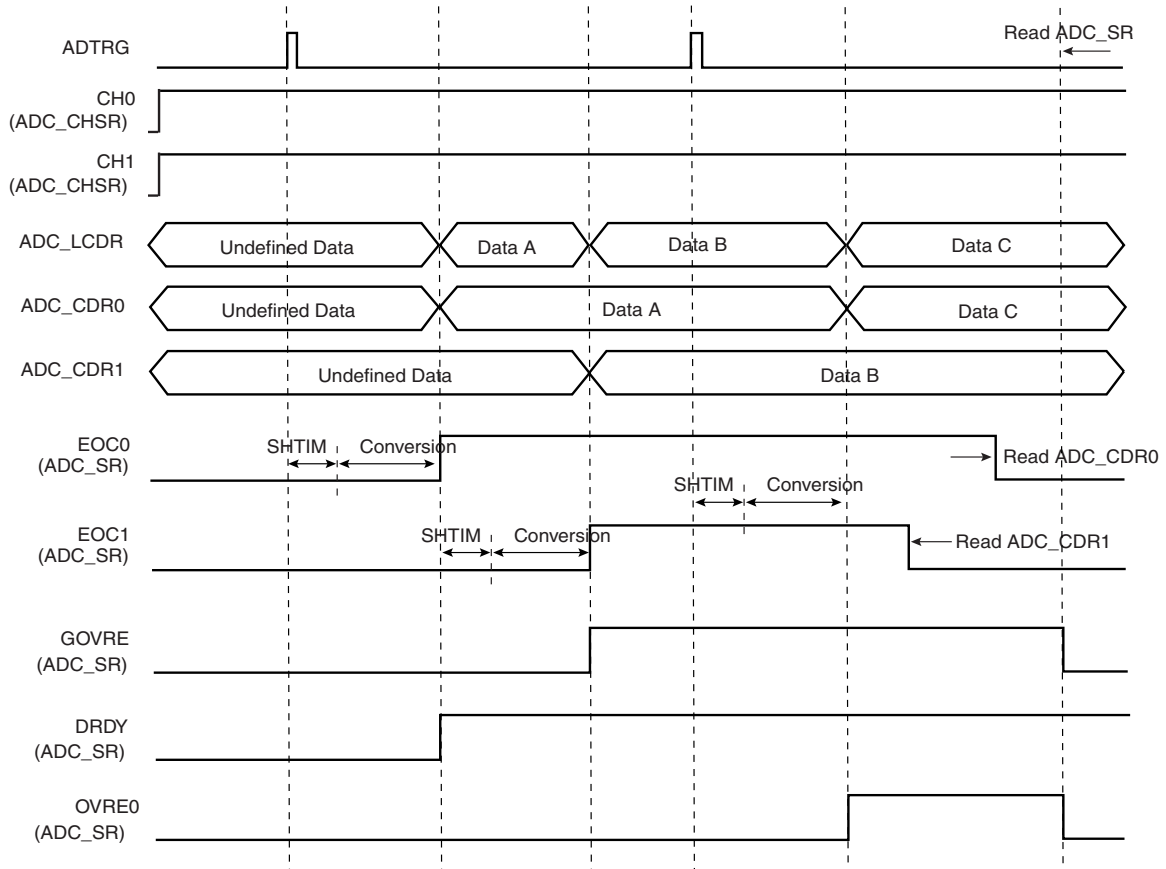 ADTRG
Read ADC_SR
CH0
(ADC_CHSR)
CH1
(ADC_CHSR)
ADC_LCDR
Undefined Data
Data A
Data B
Data C
ADC_CDR0
Undefined Data
Data A
Data C
ADC_CDR1
Undefined Data
Data B
EOC0
(ADC_SR)
SHTIM
Conversion
Read ADC_CDR0
SHTIM
Conversion
EOC1
(ADC_SR)
SHTIM
Conversion
Read ADC_CDR1
GOVRE
(ADC_SR)
DRDY
(ADC_SR)
OVRE0
(ADC_SR)